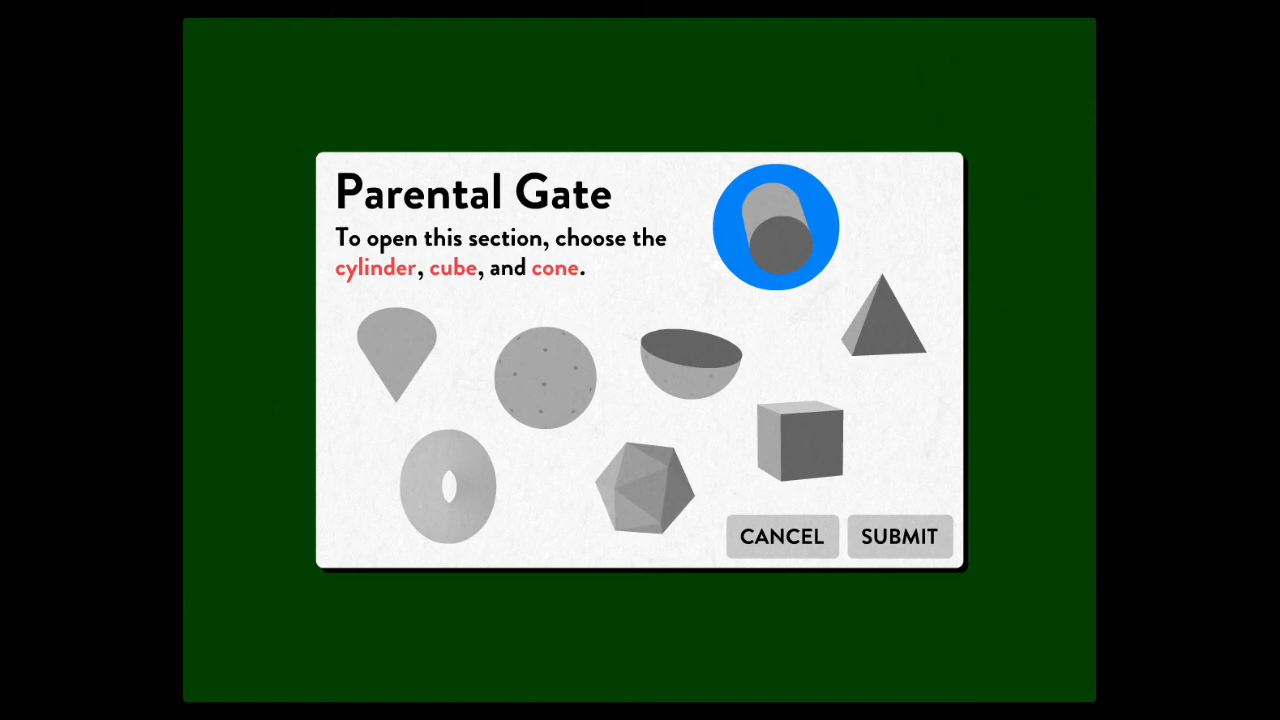 Parental Gate
To open this section, choose the
cylinder, cube, and cone.
CANCEL SUBMIT